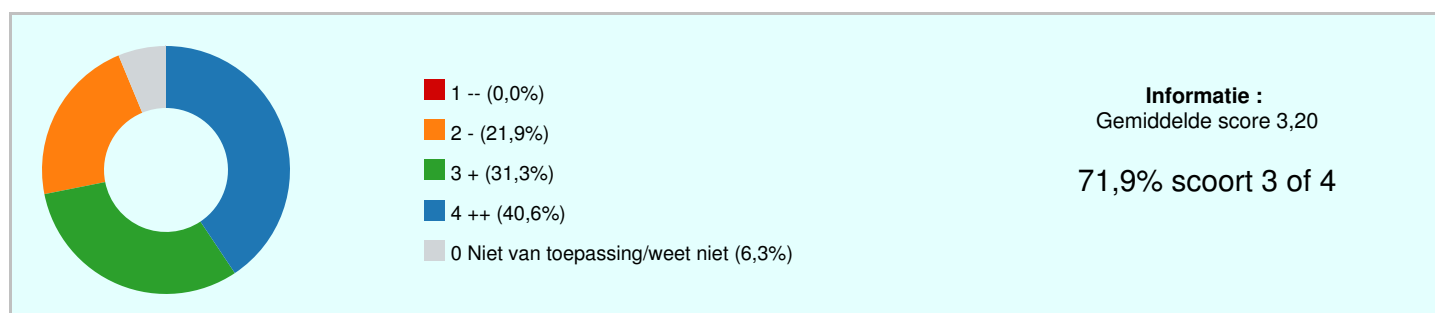 1 -- (0,0%)
2 - (21,9%)
3 + (31,3%)
4 ++ (40,6%)
0 Niet van toepassing/weet niet (6,3%)
Informatie :
Gemiddelde score 3,20
71,9% scoort 3 of 4